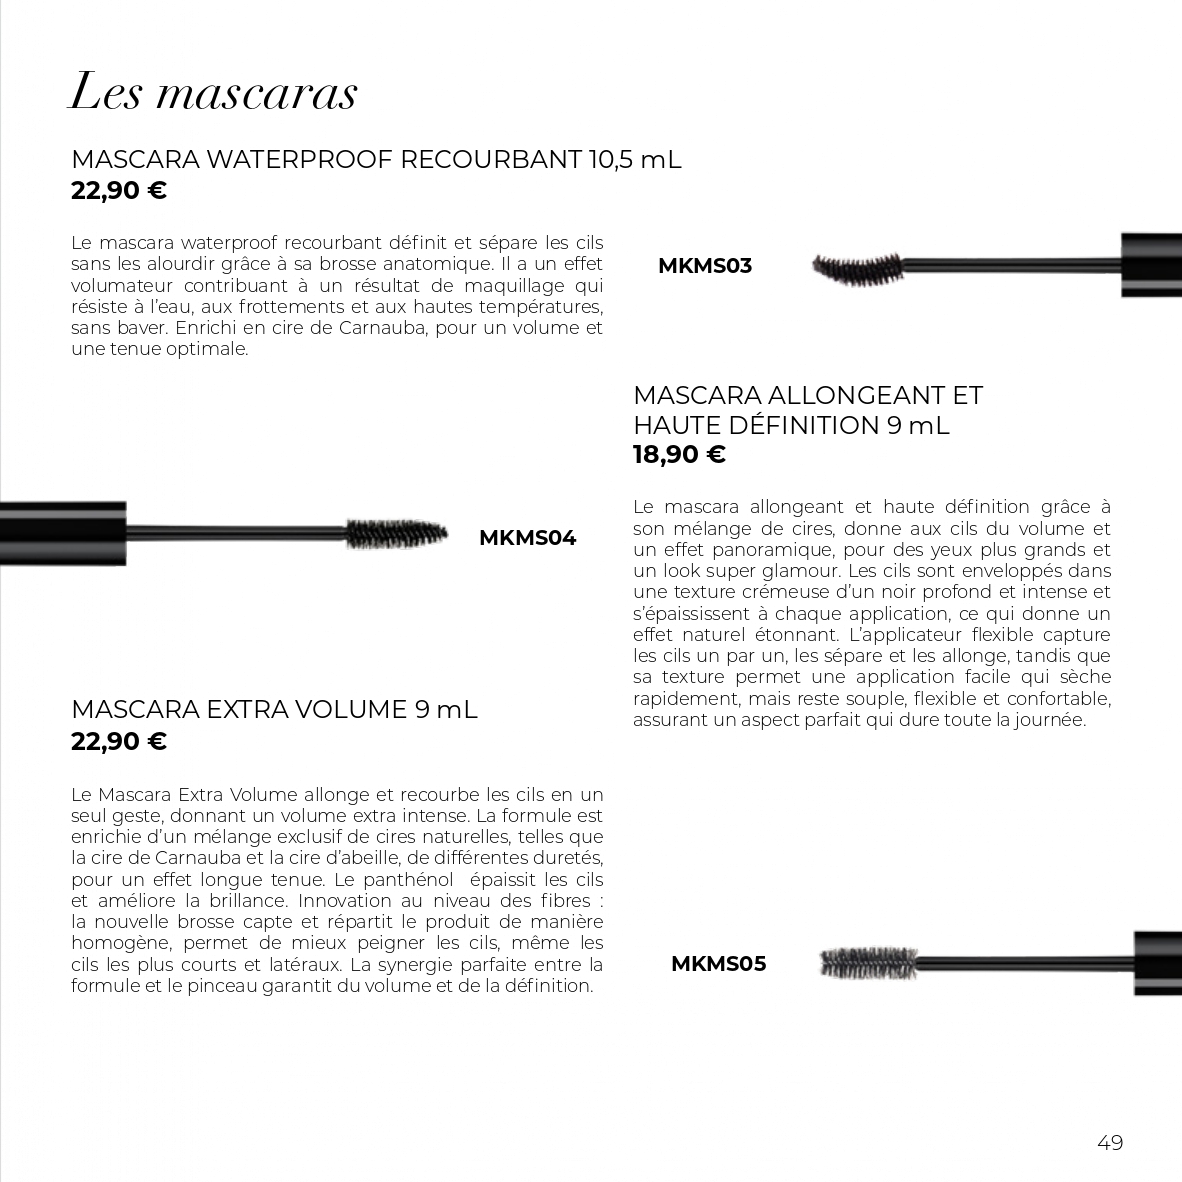 Les mascaras
MASCARA WATERPROOF RECOURBANT 10,5 mL
22,90 €
Le mascara waterproof recourbant définit et sépare les cils
sans les alourdir grâce à sa brosse anatomique. Il a un effet
volumateur contribuant à un résultat de maquillage qui
résiste à l’eau, aux frottements et aux hautes températures,
sans baver. Enrichi en cire de Carnauba, pour un volume et
une tenue optimale.
MKMS03
MASCARA ALLONGEANT ET
HAUTE DÉFINITION 9 mL
18,90 €
Le mascara allongeant et haute définition grâce à
son mélange de cires, donne aux cils du volume et
un effet panoramique, pour des yeux plus grands et
un look super glamour. Les cils sont enveloppés dans
une texture crémeuse d’un noir profond et intense et
s’épaississent à chaque application, ce qui donne un
effet naturel étonnant. L’applicateur flexible capture
les cils un par un, les sépare et les allonge, tandis que
sa texture permet une application facile qui sèche
rapidement, mais reste souple, flexible et confortable,
assurant un aspect parfait qui dure toute la journée.
MKMS04
MASCARA EXTRA VOLUME 9 mL
22,90 €
Le Mascara Extra Volume allonge et recourbe les cils en un
seul geste, donnant un volume extra intense. La formule est
enrichie d’un mélange exclusif de cires naturelles, telles que
la cire de Carnauba et la cire d’abeille, de différentes duretés,
pour un effet longue tenue. Le panthénol épaissit les cils
et améliore la brillance. Innovation au niveau des fibres :
la nouvelle brosse capte et répartit le produit de manière
homogène, permet de mieux peigner les cils, même les
cils les plus courts et latéraux. La synergie parfaite entre la
formule et le pinceau garantit du volume et de la définition.
MKMS05
49